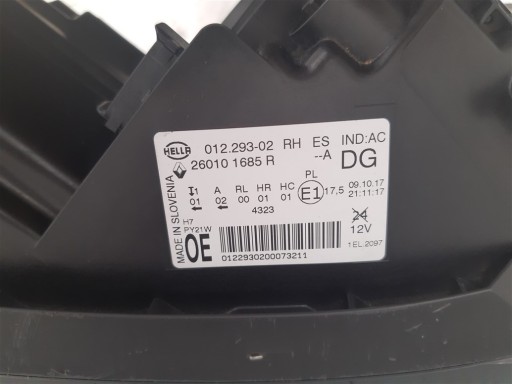 HELLA 012.293-02 RH ES IND:AC
26010 1685 R --A DG
MADE IN SLOVENIA
PL
1 A RL HR HC E1 17,5 09.10.17
01 02 00 01 01 21:11:17
4323
H7
PY21W 24 12V
OE
1EL.2097
0122930200073211